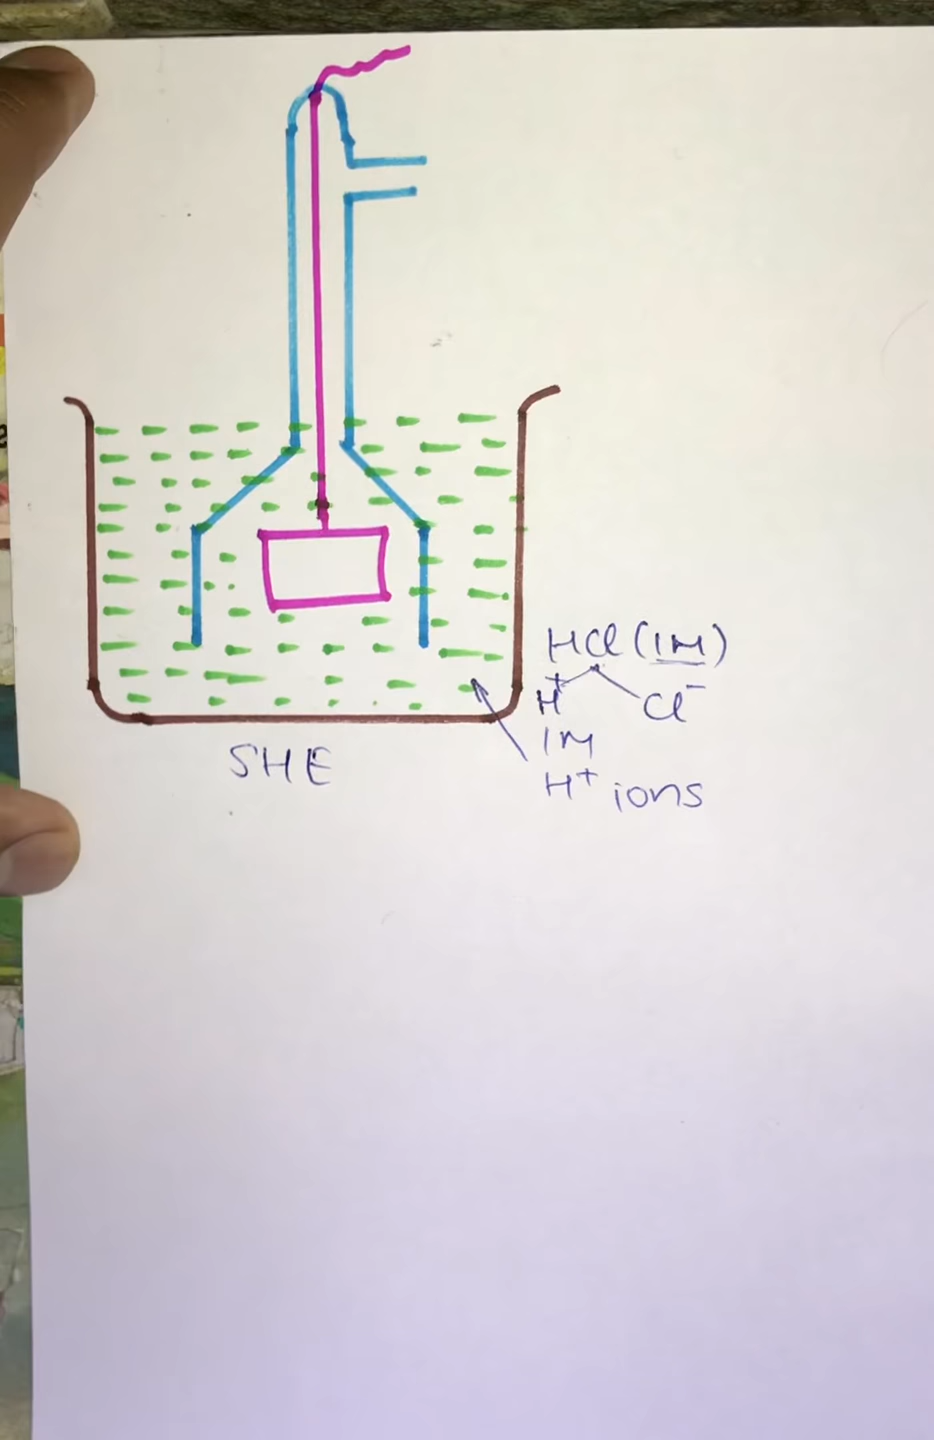 HCl (1M)
H⁺ Cl⁻
1M
H⁺ ions
SHE